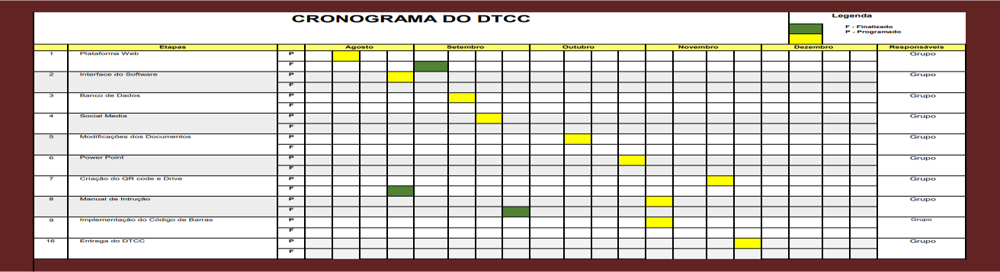 CRONOGRAMA DO DTCC
Legenda
F - Finalizado
P - Programado
Etapas Agosto Setembro Outubro Novembro Dezembro Responsáveis
1 Plataforma Web P Grupo
F
2 Interface do Software P Grupo
F
3 Banco de Dados P Grupo
F
4 Social Media P Grupo
F
5 Modificações dos Documentos P Grupo
F
6 Power Point P Grupo
F
7 Criação do QR code e Drive P Grupo
F
8 Manual de Intrução P Grupo
F
9 Implementação do Código de Barras P Grupo
F
16 Entrega do DTCC P Grupo
F